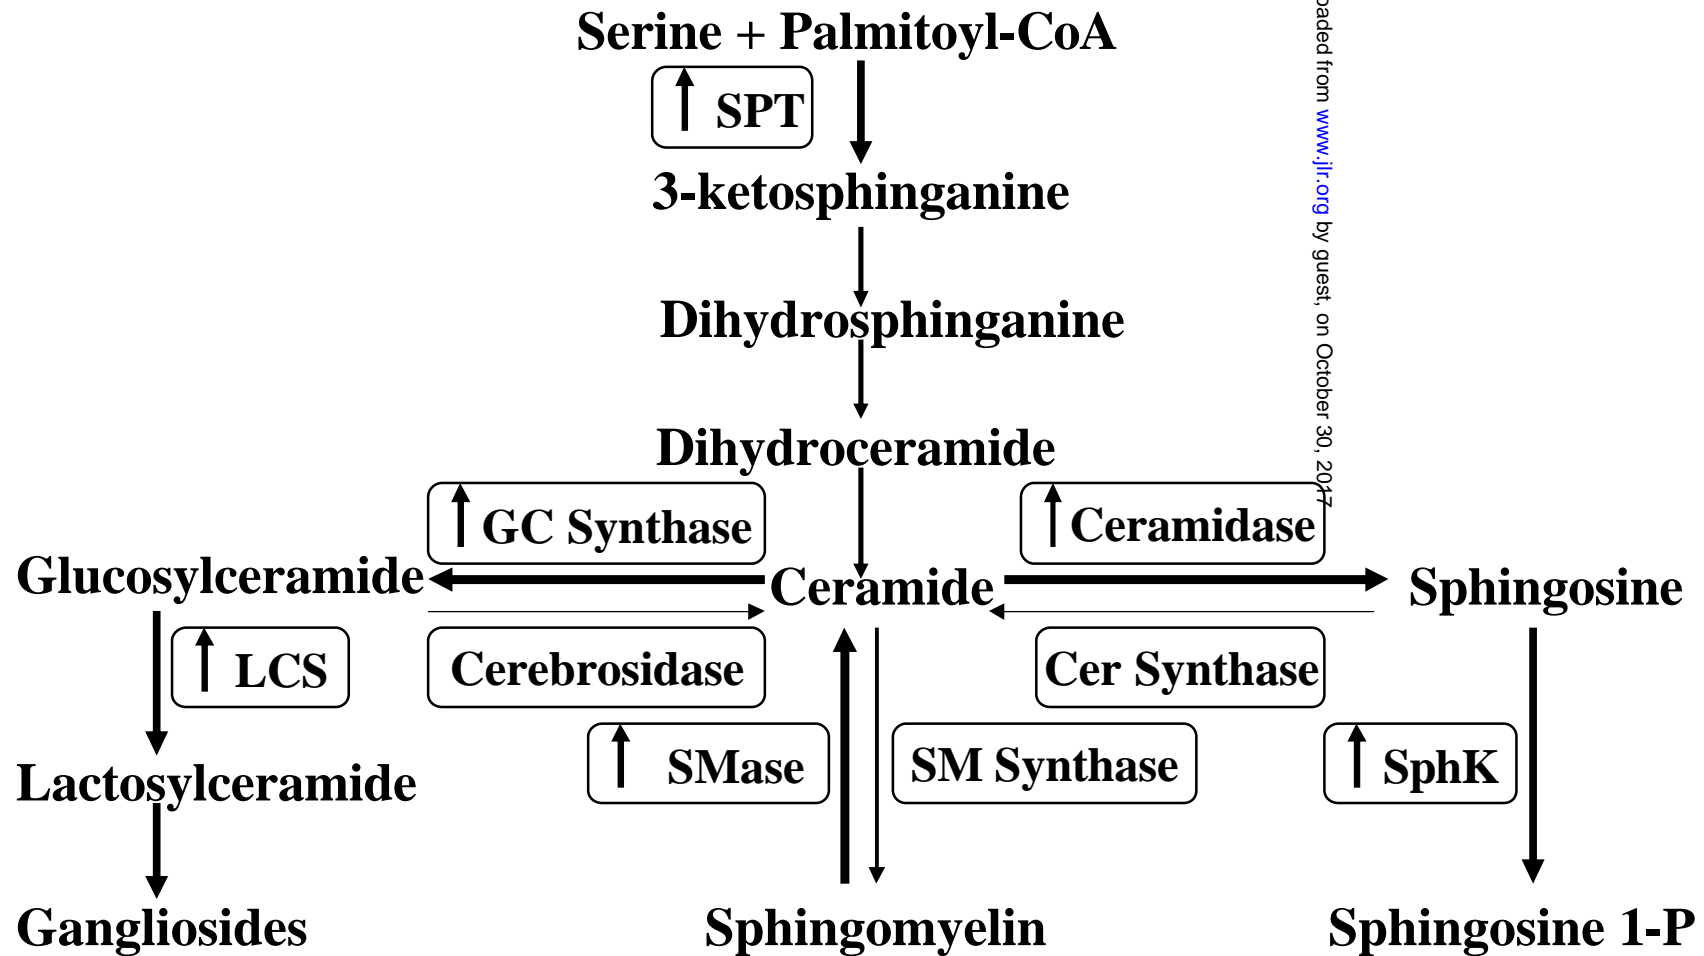 Serine + Palmitoyl-CoA
SPT
3-ketosphinganine
Dihydrosphinganine
Dihydroceramide
GC Synthase
Ceramidase
Glucosylceramide
Ceramide
Sphingosine
LCS
Cerebrosidase
Cer Synthase
SMase
SM Synthase
SphK
Lactosylceramide
Gangliosides
Sphingomyelin
Sphingosine 1-P
from www.jlr.org by guest, on October 30, 2017